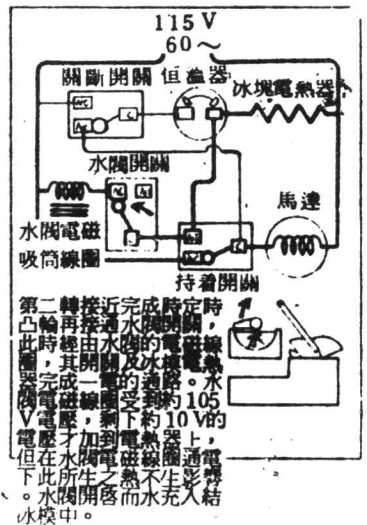 115 V
60 ～
關斷開關
恒溫器
冰塊電熱器
水閥開關
馬達
水閥電磁
吸筒線圈
持着開關
水
第二轉接近完成時定時
凸輪再接通水閥開關，
此時經由水閥的電磁線
圈，其開關及冰模電熱
器完成一電的通路。水
閥電磁線圈受到約105
V電壓，剩下約10V的
電壓才加到電熱器上，
但在水閥電磁線圈通電
下此所生之熱不生影響
。水閥開啓而水充入結
冰模中。